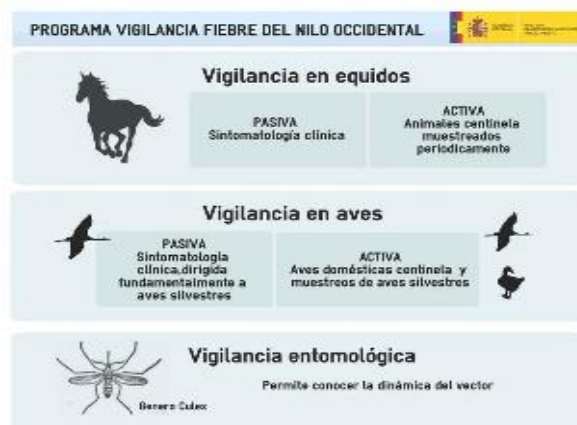 PROGRAMA VIGILANCIA FIEBRE DEL NILO OCCIDENTAL
Vigilancia en equidos
PASIVA
Sintomatología clínica
ACTIVA
Animales centinela
muestreados
periodicamente
Vigilancia en aves
PASIVA
Sintomatología
clínica,dirigida
fundamentalmente a
aves silvestres
ACTIVA
Aves domésticas centinela y
muestreos de aves silvestres
Vigilancia entomológica
Permite conocer la dinámica del vector
Genero Culex